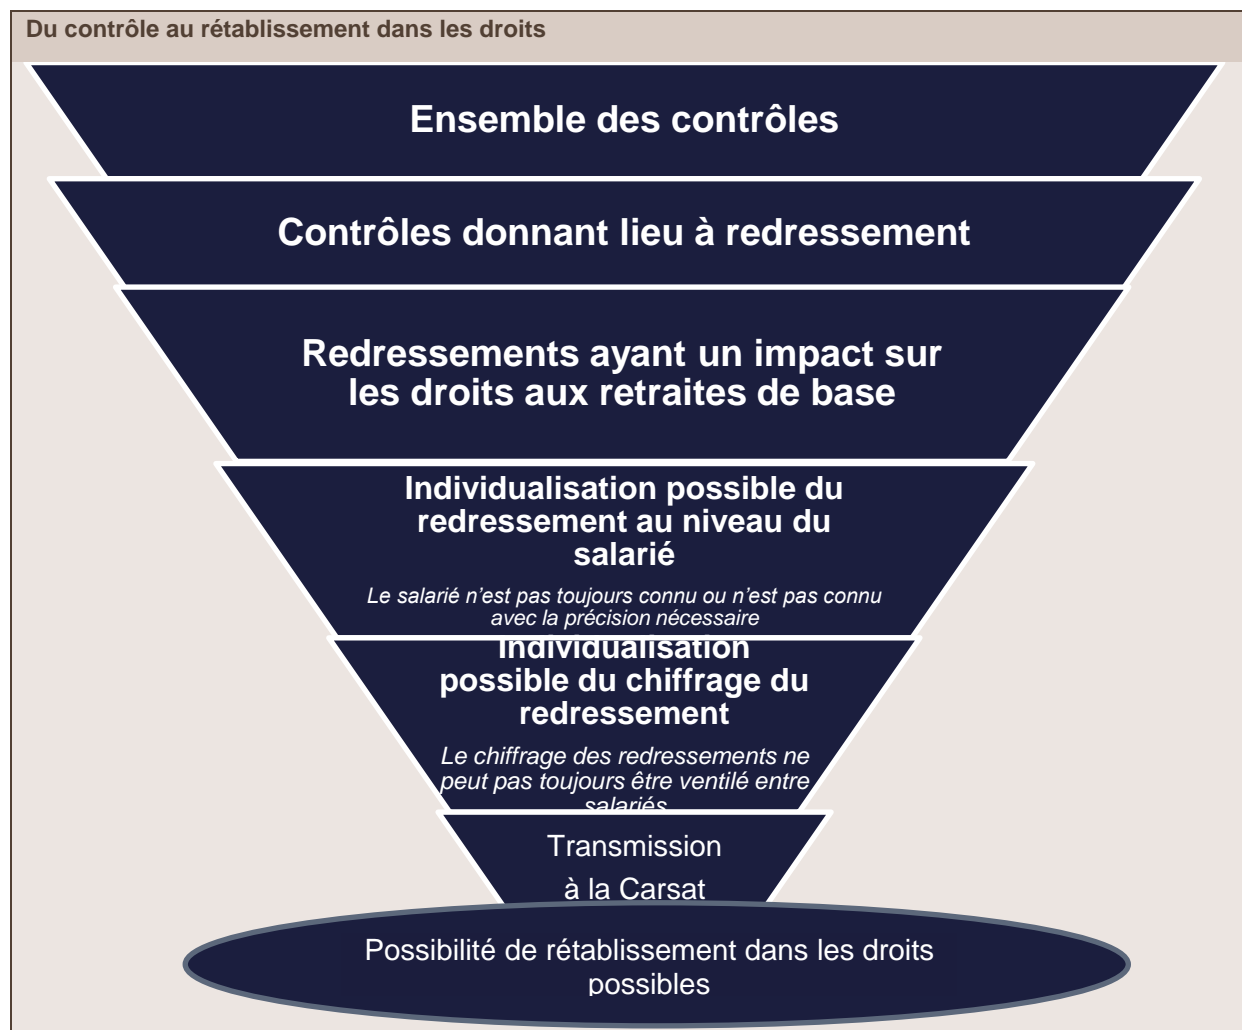 Du contrôle au rétablissement dans les droits
Ensemble des contrôles
Contrôles donnant lieu à redressement
Redressements ayant un impact sur
les droits aux retraites de base
Individualisation possible du
redressement au niveau du
salarié
Le salarié n'est pas toujours connu ou n'est pas connu
avec la précision nécessaire
Individualisation
possible du chiffrage du
redressement
Le chiffrage des redressements ne
peut pas toujours être ventilé entre
salariés
Transmission
à la Carsat
Possibilité de rétablissement dans les droits
possibles